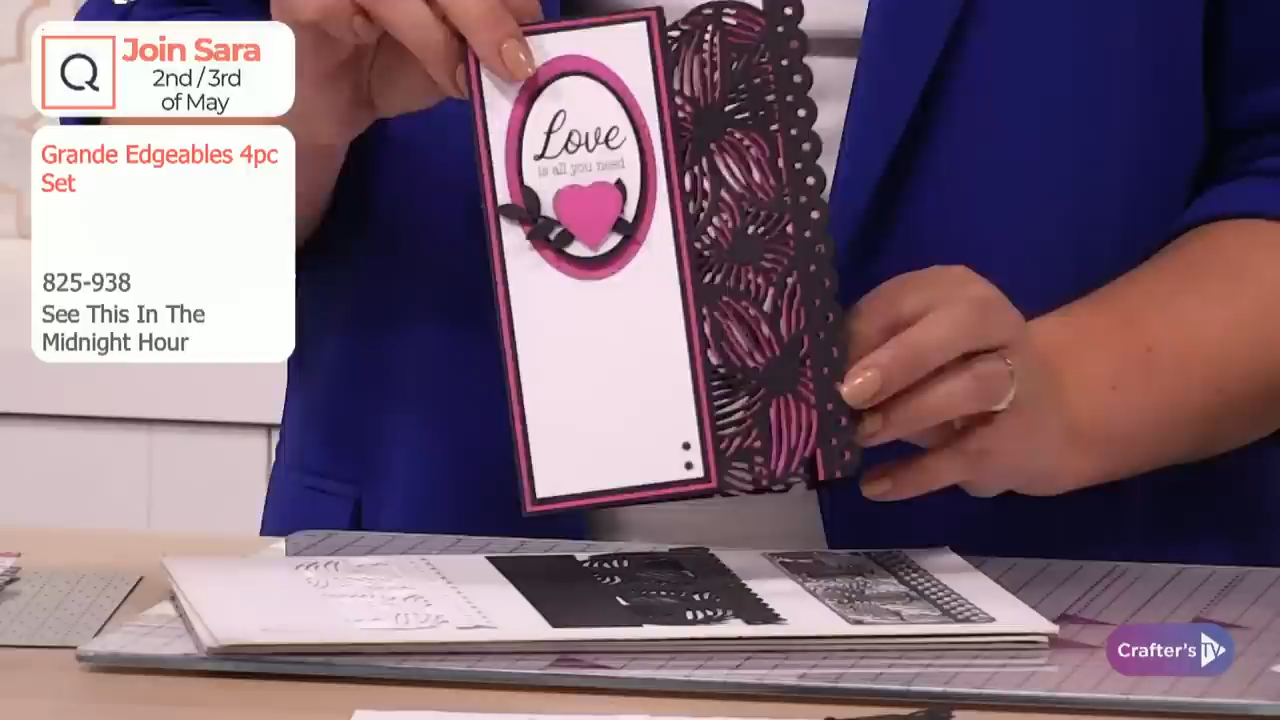 Q
Join Sara
2nd / 3rd
of May
Grande Edgeables 4pc
Set
825-938
See This In The
Midnight Hour
Love
is all you need
Crafter's TV